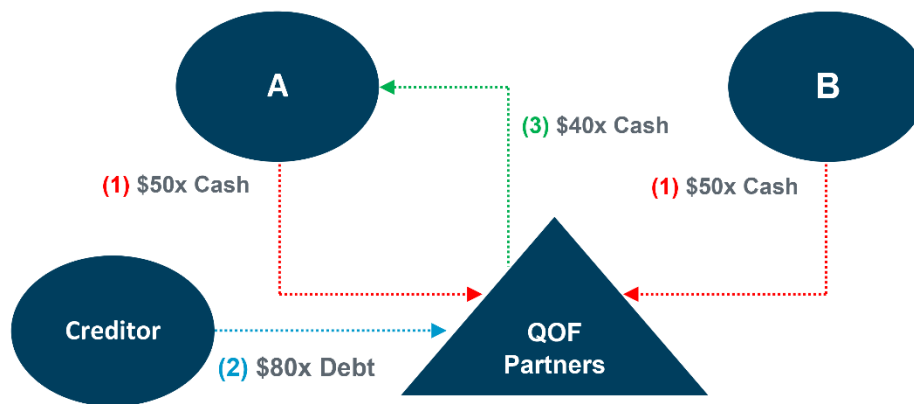 A
B
(3) $40x Cash
(1) $50x Cash
(1) $50x Cash
Creditor
QOF
Partners
(2) $80x Debt